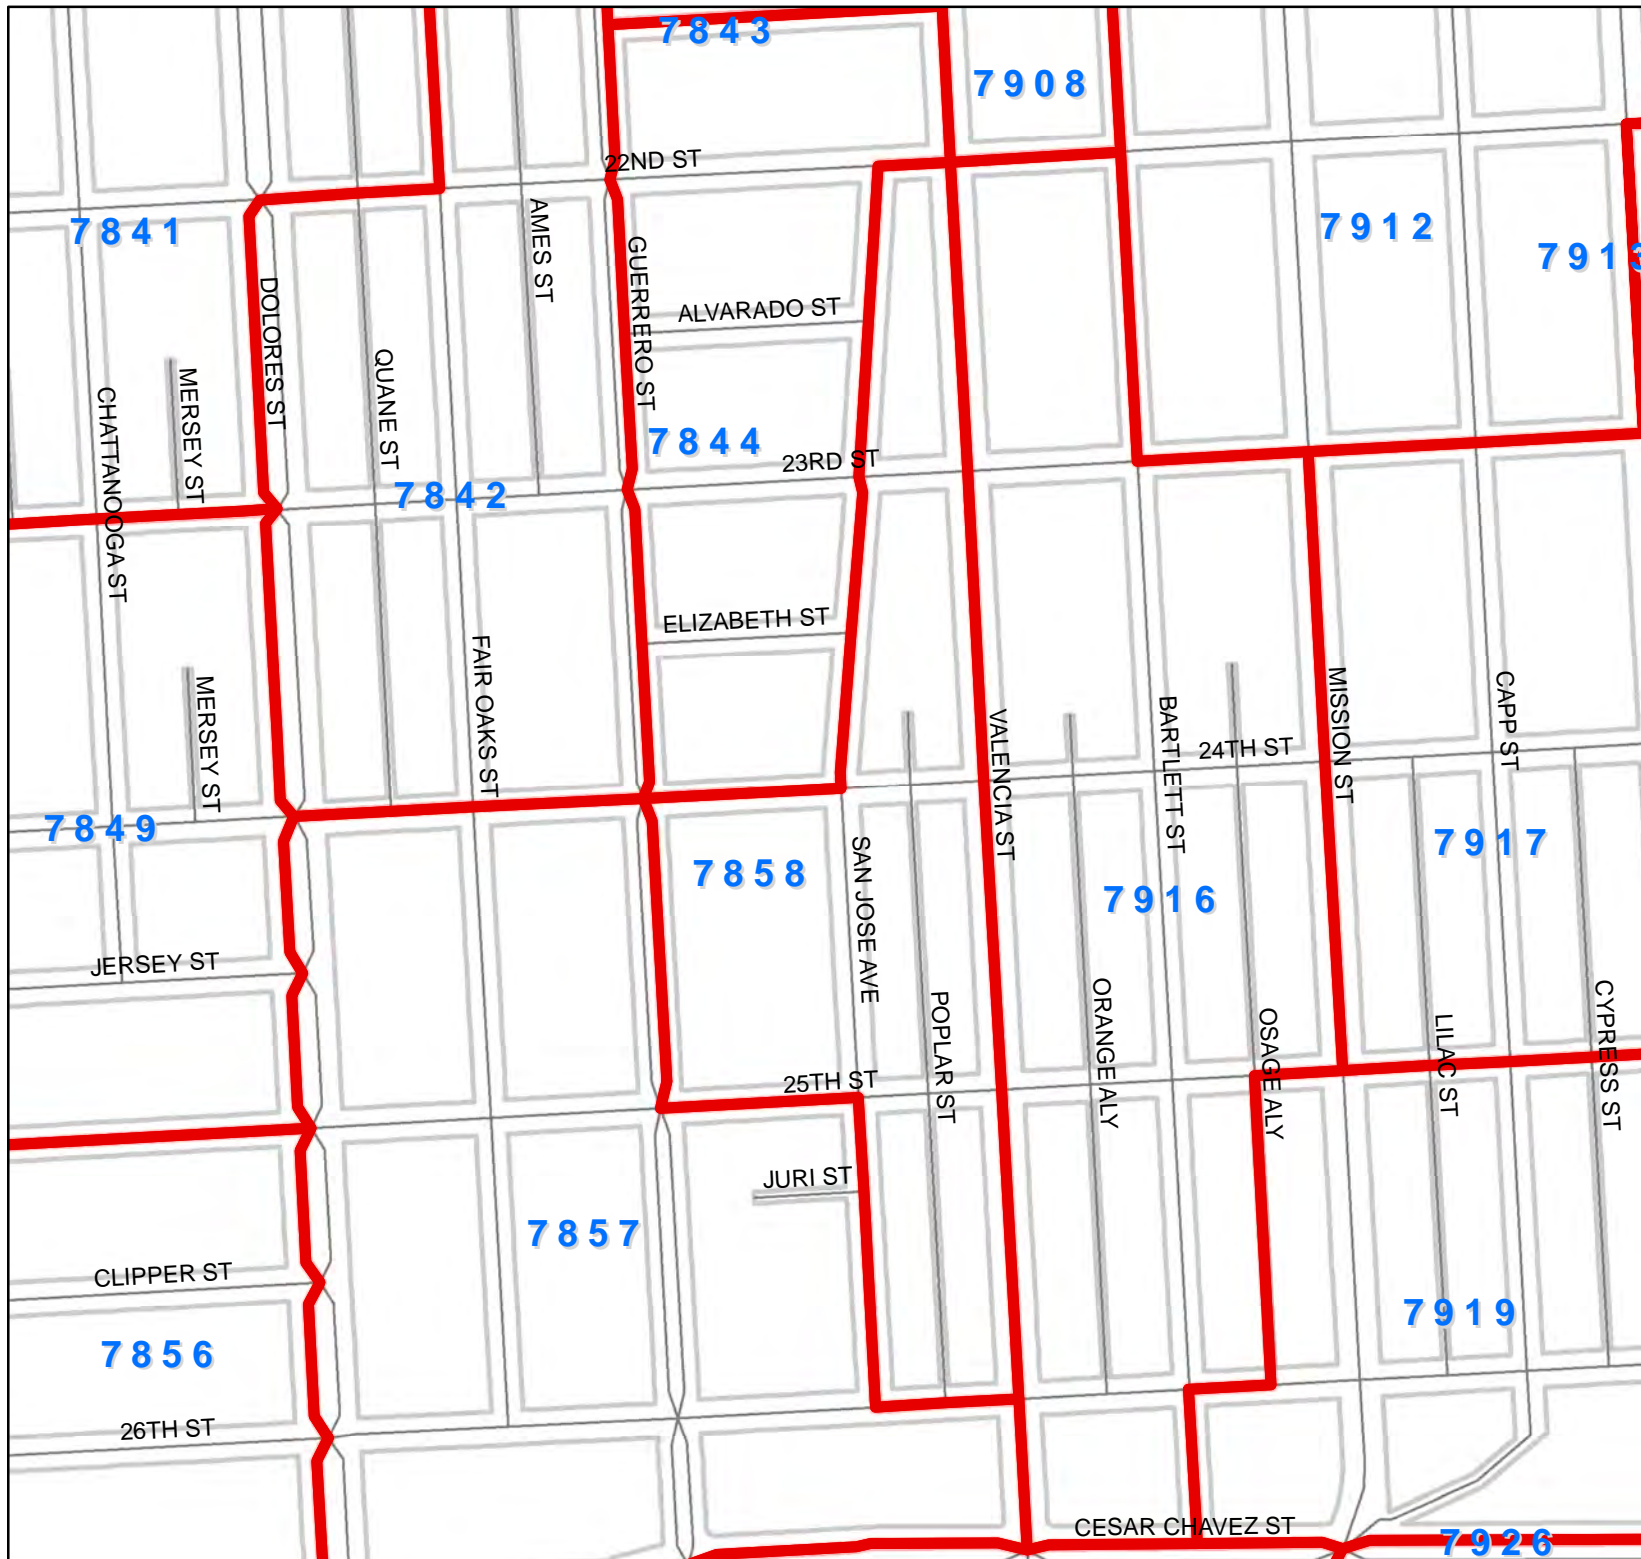 7843
7908
22ND ST
7841
AMES ST
7912
7913
GUERRERO ST
DOLORES ST
ALVARADO ST
QUANE ST
MERSEY ST
CHATTANOOGA ST
7844
23RD ST
7842
ELIZABETH ST
FAIR OAKS ST
MERSEY ST
VALENCIA ST
BARTLETT ST
24TH ST
MISSION ST
CAPP ST
7849
7858
SAN JOSE AVE
7916
7917
JERSEY ST
POPLAR ST
ORANGE ALY
OSAGE ALY
LILAC ST
CYPRESS ST
25TH ST
JURI ST
7857
CLIPPER ST
7919
7856
26TH ST
CESAR CHAVEZ ST
7926